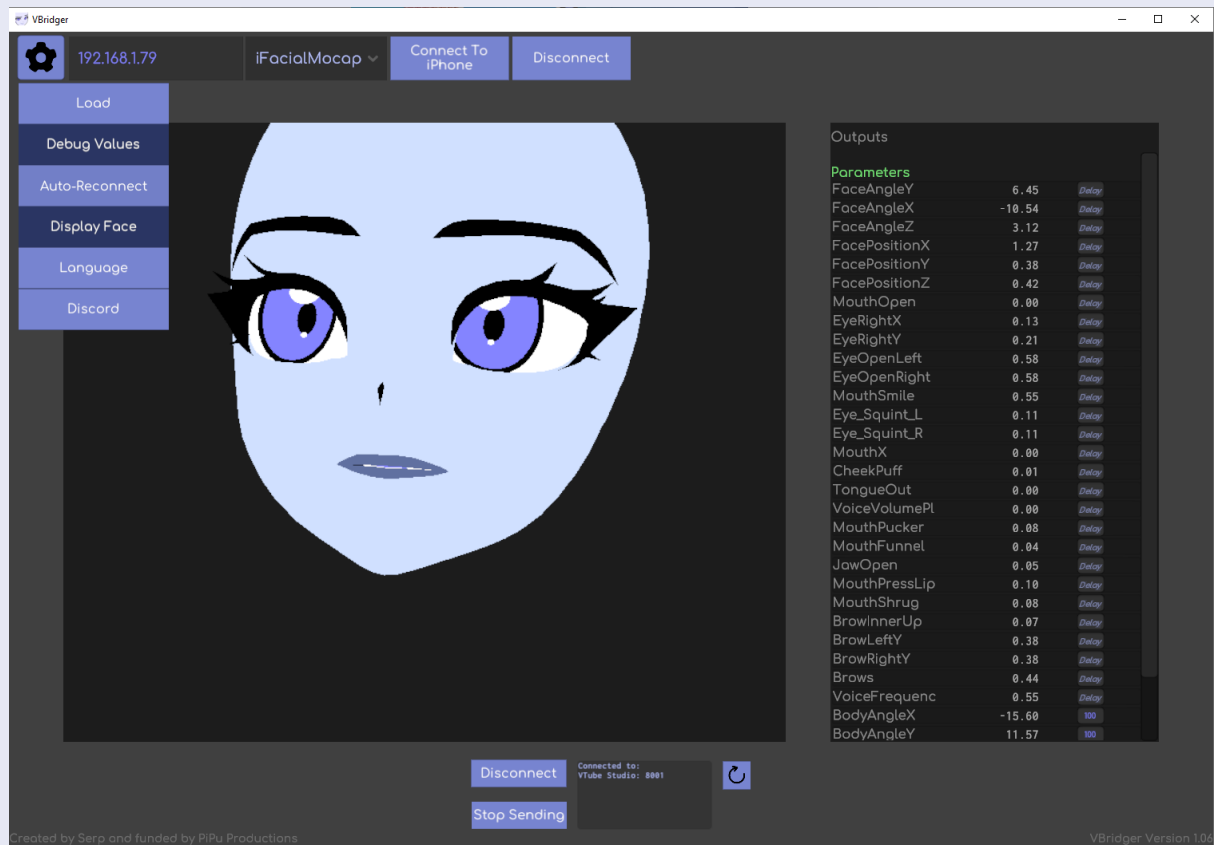 VBridger
192.168.1.79
iFacialMocap
Connect To
iPhone
Disconnect
Load
Debug Values
Auto-Reconnect
Display Face
Language
Discord
Outputs
Parameters
FaceAngleY 6.45 Delay
FaceAngleX -10.54 Delay
FaceAngleZ 3.12 Delay
FacePositionX 1.27 Delay
FacePositionY 0.38 Delay
FacePositionZ 0.42 Delay
MouthOpen 0.00 Delay
EyeRightX 0.13 Delay
EyeRightY 0.21 Delay
EyeOpenLeft 0.58 Delay
EyeOpenRight 0.58 Delay
MouthSmile 0.55 Delay
Eye_Squint_L 0.11 Delay
Eye_Squint_R 0.11 Delay
MouthX 0.00 Delay
CheekPuff 0.01 Delay
TongueOut 0.00 Delay
VoiceVolumePl 0.00 Delay
MouthPucker 0.08 Delay
MouthFunnel 0.04 Delay
JawOpen 0.05 Delay
MouthPressLip 0.10 Delay
MouthShrug 0.08 Delay
BrowInnerUp 0.07 Delay
BrowLeftY 0.38 Delay
BrowRightY 0.38 Delay
Brows 0.44 Delay
VoiceFrequenc 0.55 Delay
BodyAngleX -15.60 100
BodyAngleY 11.57 100
Disconnect
Stop Sending
Connected to:
VTube Studio: 8001
Created by Serp and funded by PiPu Productions
VBridger Version 1.06